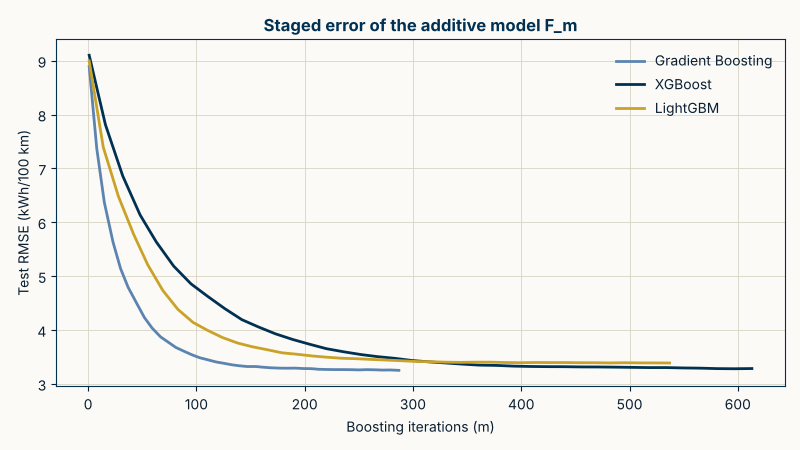 Staged error of the additive model F_m
Gradient Boosting
XGBoost
LightGBM
Test RMSE (kWh/100 km)
9
8
7
6
5
4
3
0 100 200 300 400 500 600
Boosting iterations (m)